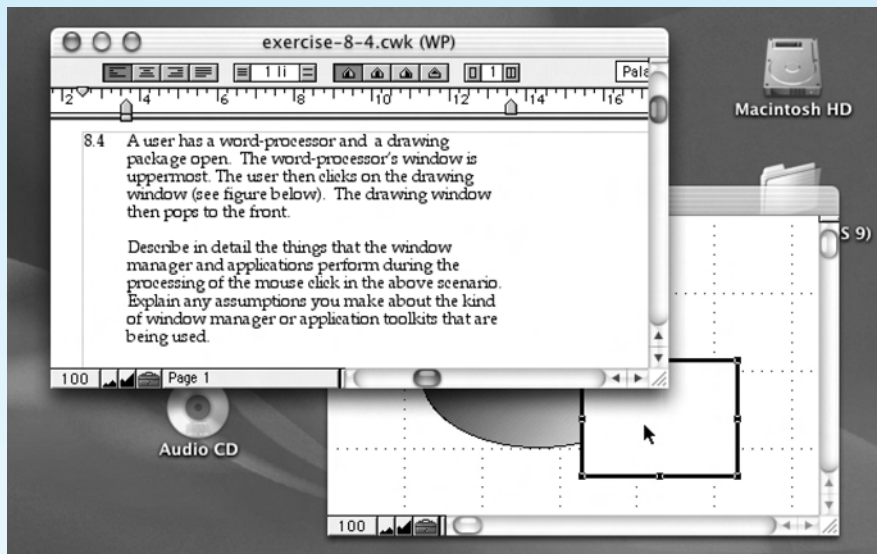 exercise-8-4.cwk (WP)
1 li
1
Pala
12
14
16
18
10
12
14
16
Macintosh HD
8.4 A user has a word-processor and a drawing
package open. The word-processor's window is
uppermost. The user then clicks on the drawing
window (see figure below). The drawing window
then pops to the front.
Describe in detail the things that the window
manager and applications perform during the
processing of the mouse click in the above scenario.
Explain any assumptions you make about the kind
of window manager or application toolkits that are
being used.
S 9)
100
Page 1
Audio CD
100